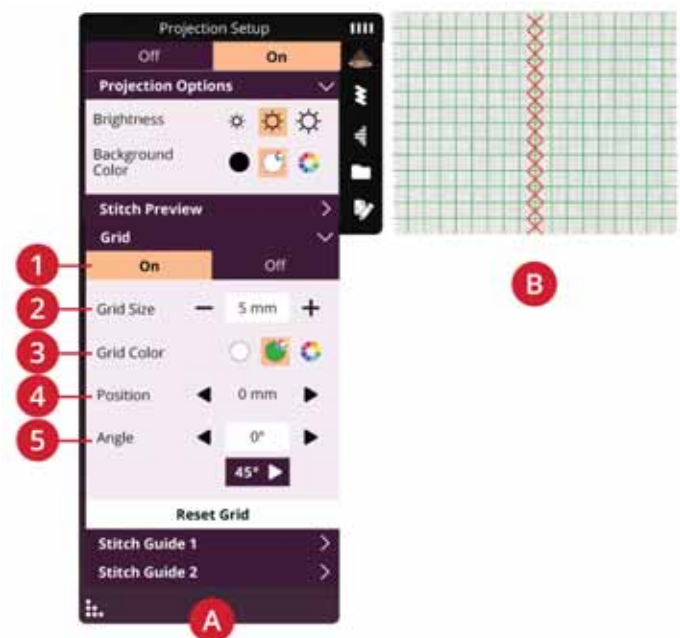 Projection Setup
Off On
Projection Options
Brightness
Background
Color
Stitch Preview
Grid
1 On Off
2 Grid Size − 5 mm +
3 Grid Color
4 Position 0 mm
5 Angle 0°
45°
Reset Grid
Stitch Guide 1
Stitch Guide 2
A
B